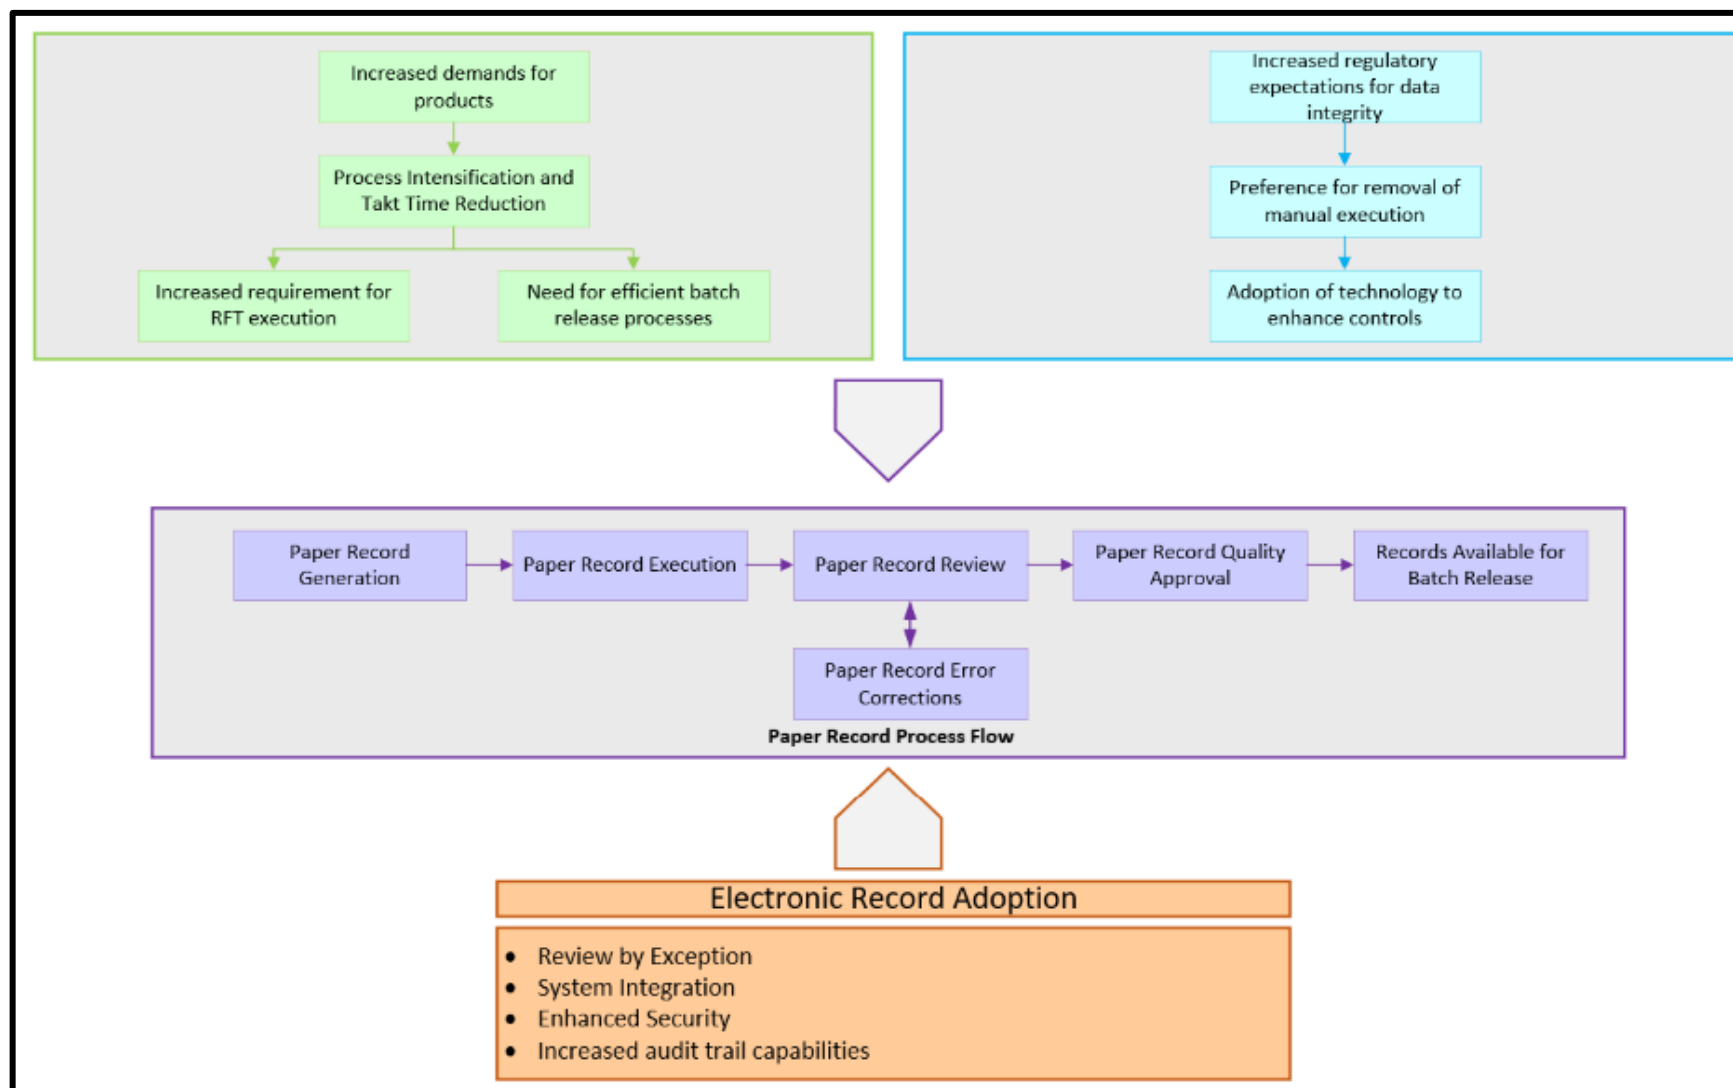 Increased demands for
products
Process Intensification and
Takt Time Reduction
Increased requirement for
RFT execution
Need for efficient batch
release processes
Increased regulatory
expectations for data
integrity
Preference for removal of
manual execution
Adoption of technology to
enhance controls
Paper Record
Generation
Paper Record Execution
Paper Record Review
Paper Record Quality
Approval
Records Available for
Batch Release
Paper Record Error
Corrections
Paper Record Process Flow
Electronic Record Adoption
• Review by Exception
• System Integration
• Enhanced Security
• Increased audit trail capabilities